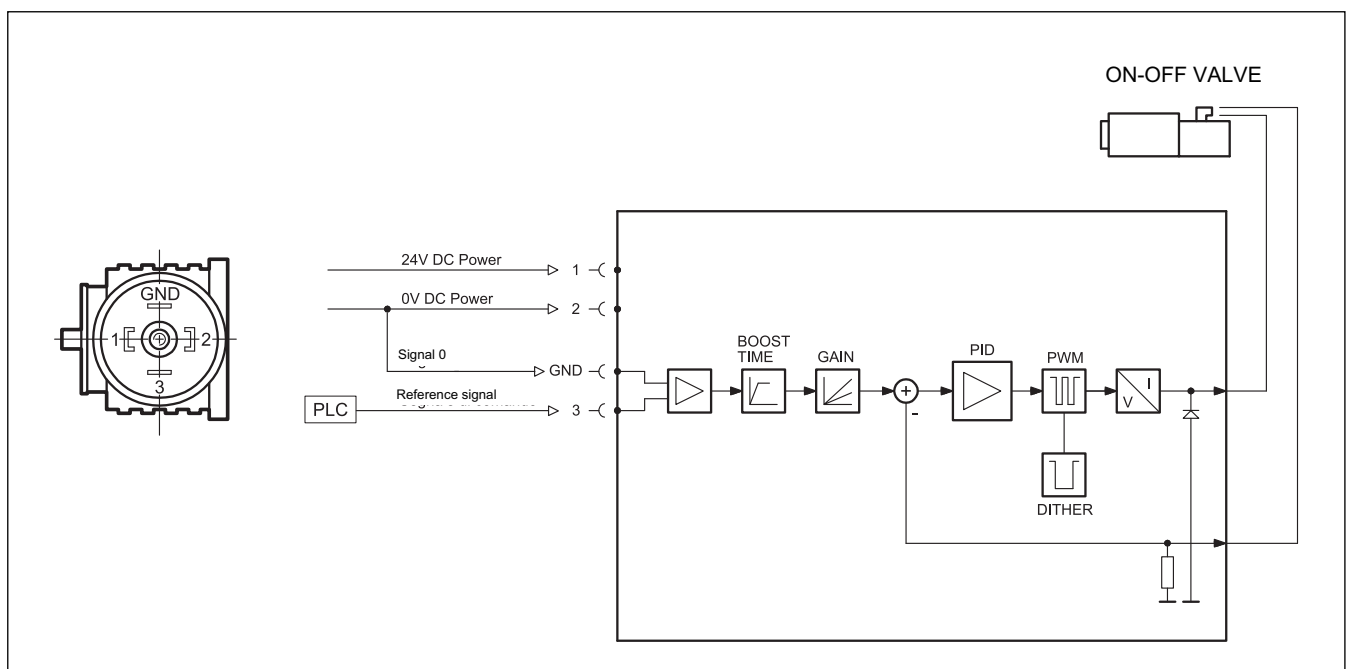 ON-OFF VALVE
24V DC Power
1
0V DC Power
2
Signal 0
GND
Reference signal
PLC
3
GND
1
2
3
BOOST
TIME
GAIN
+
-
PID
PWM
I
V
DITHER